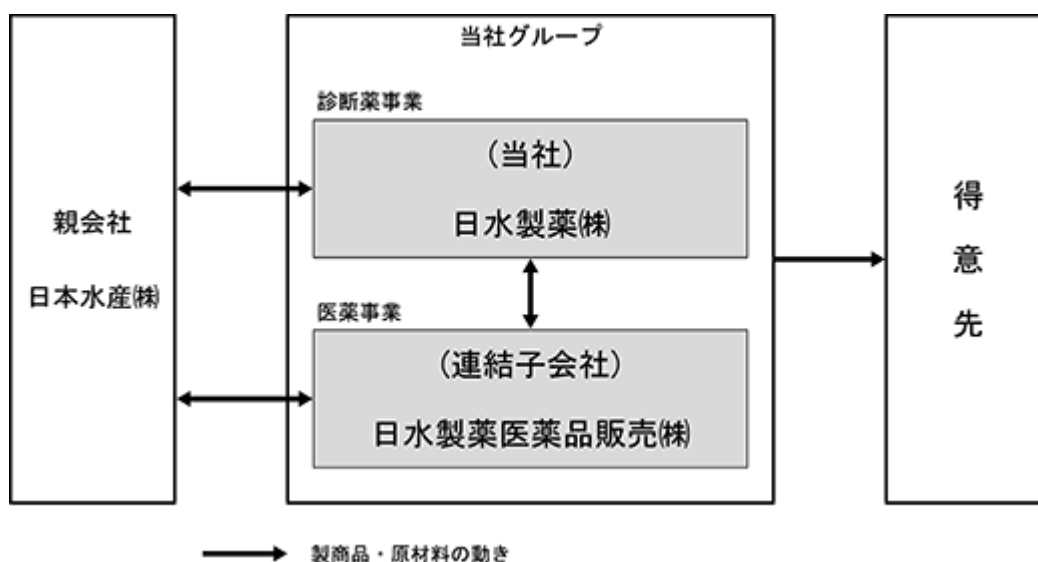 親会社
日本水産㈱
当社グループ
診断薬事業
(当社)
日水製薬㈱
医薬事業
(連結子会社)
日水製薬医薬品販売㈱
得意先
製商品・原材料の動き